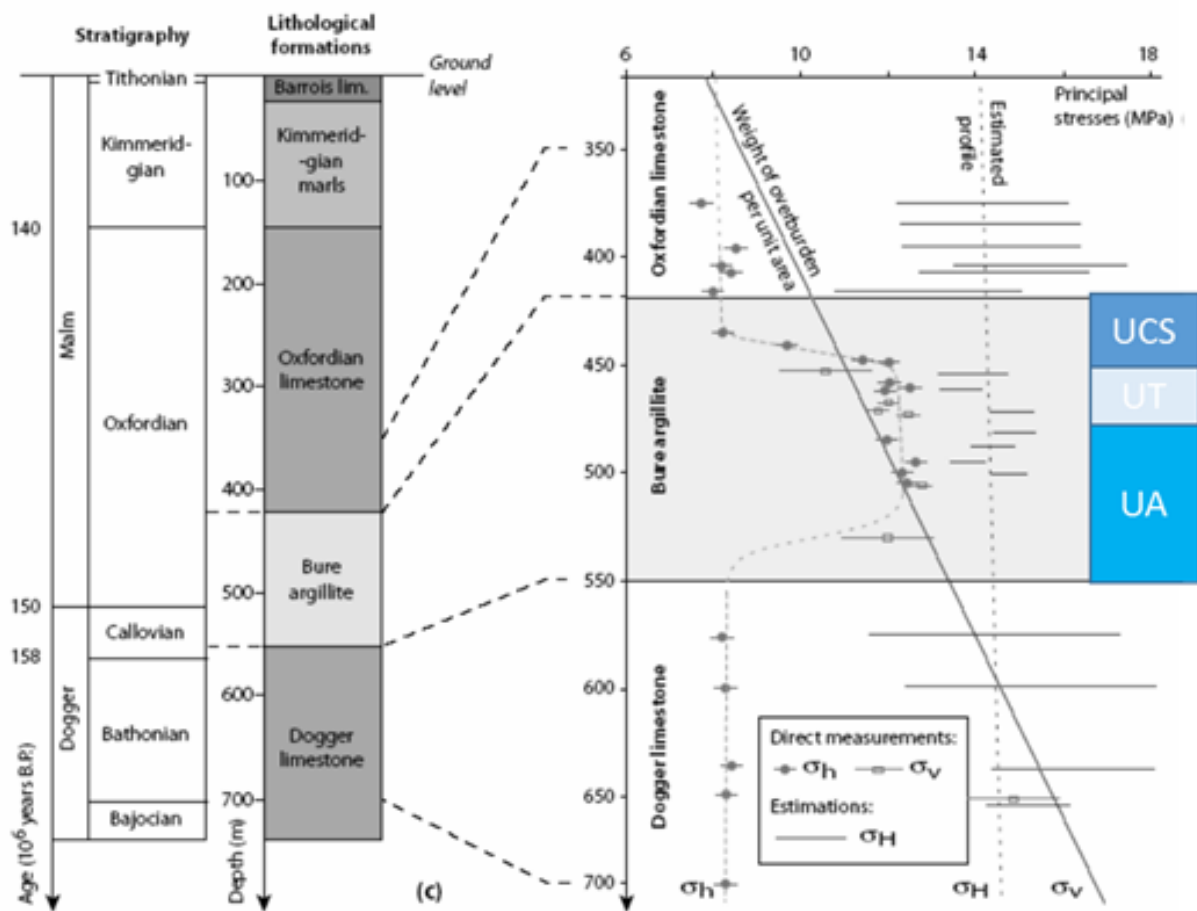 Stratigraphy
Lithological
formations
Ground
level
Tithonian
Kimmerid-
gian
140
Malm
Oxfordian
150
Callovian
158
Dogger
Bathonian
Bajocian
Age (10⁶ years B.P.)
Barrois lim.
Kimmerid-
-gian
marls
Oxfordian
limestone
Bure
argillite
Dogger
limestone
100
200
300
400
500
600
700
Depth (m)
(c)
6
10
14
18
Principal
stresses (MPa)
350
400
450
500
550
600
650
700
Oxfordian limestone
Bure argillite
Dogger limestone
Weight of overburden
per unit area
Estimated
profile
UCS
UT
UA
Direct measurements:
σh
σv
Estimations:
σH
σh
σH
σv